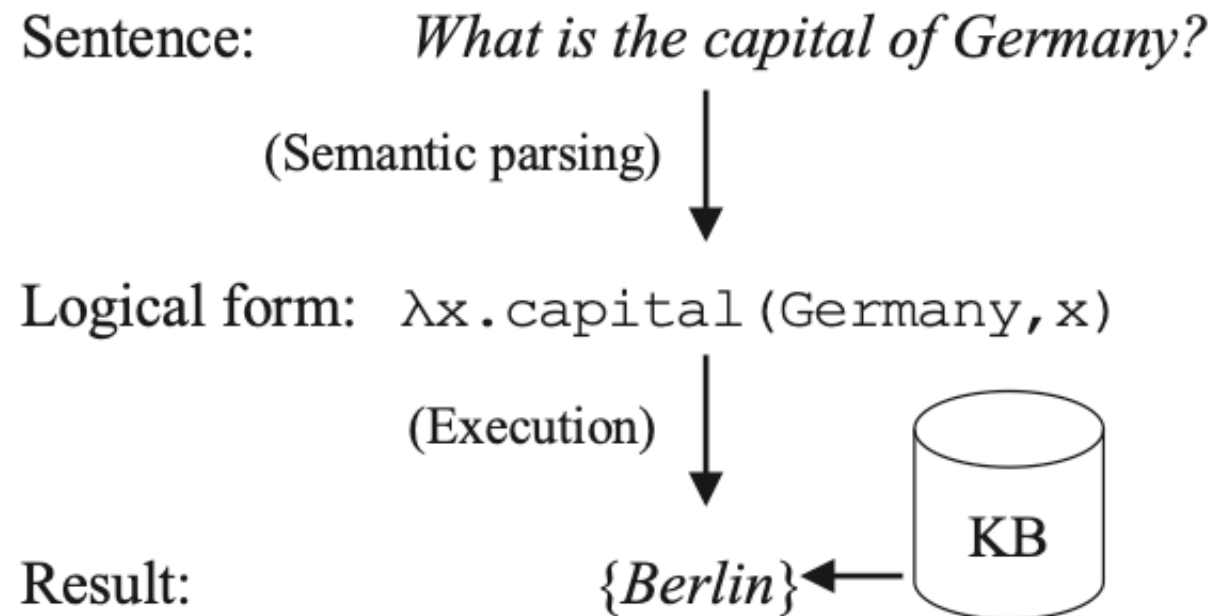 Sentence: What is the capital of Germany?
(Semantic parsing)
Logical form: λx.capital(Germany,x)
(Execution)
KB
Result: {Berlin}